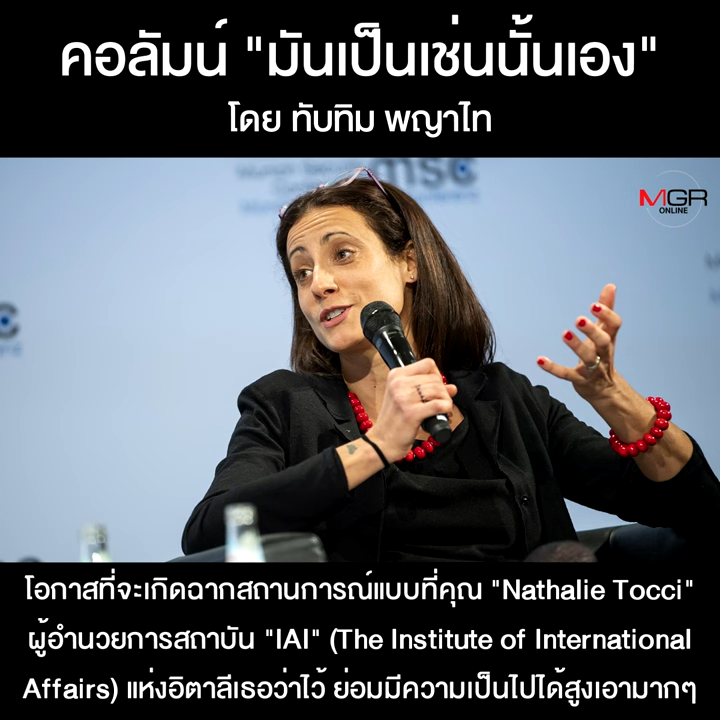 คอลัมน์ "มันเป็นเช่นนั้นเอง"
โดย ทับทิม พญาไท
msc
MGR
ONLINE
โอกาสที่จะเกิดฉากสถานการณ์แบบที่คุณ "Nathalie Tocci"
ผู้อำนวยการสถาบัน "IAI" (The Institute of International
Affairs) แห่งอิตาลีเธอว่าไว้ ย่อมมีความเป็นไปได้สูงเอามากๆ